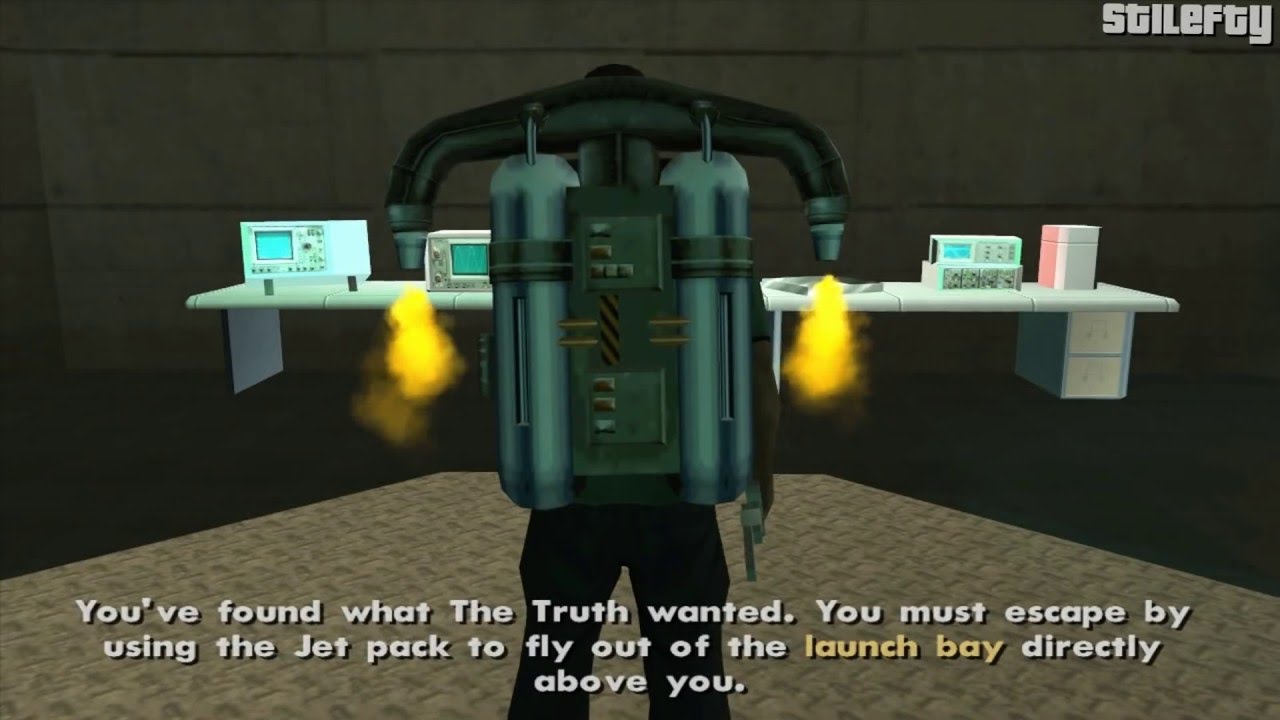 STILEFTY
You've found what The Truth wanted. You must escape by
using the Jet pack to fly out of the launch bay directly
above you.